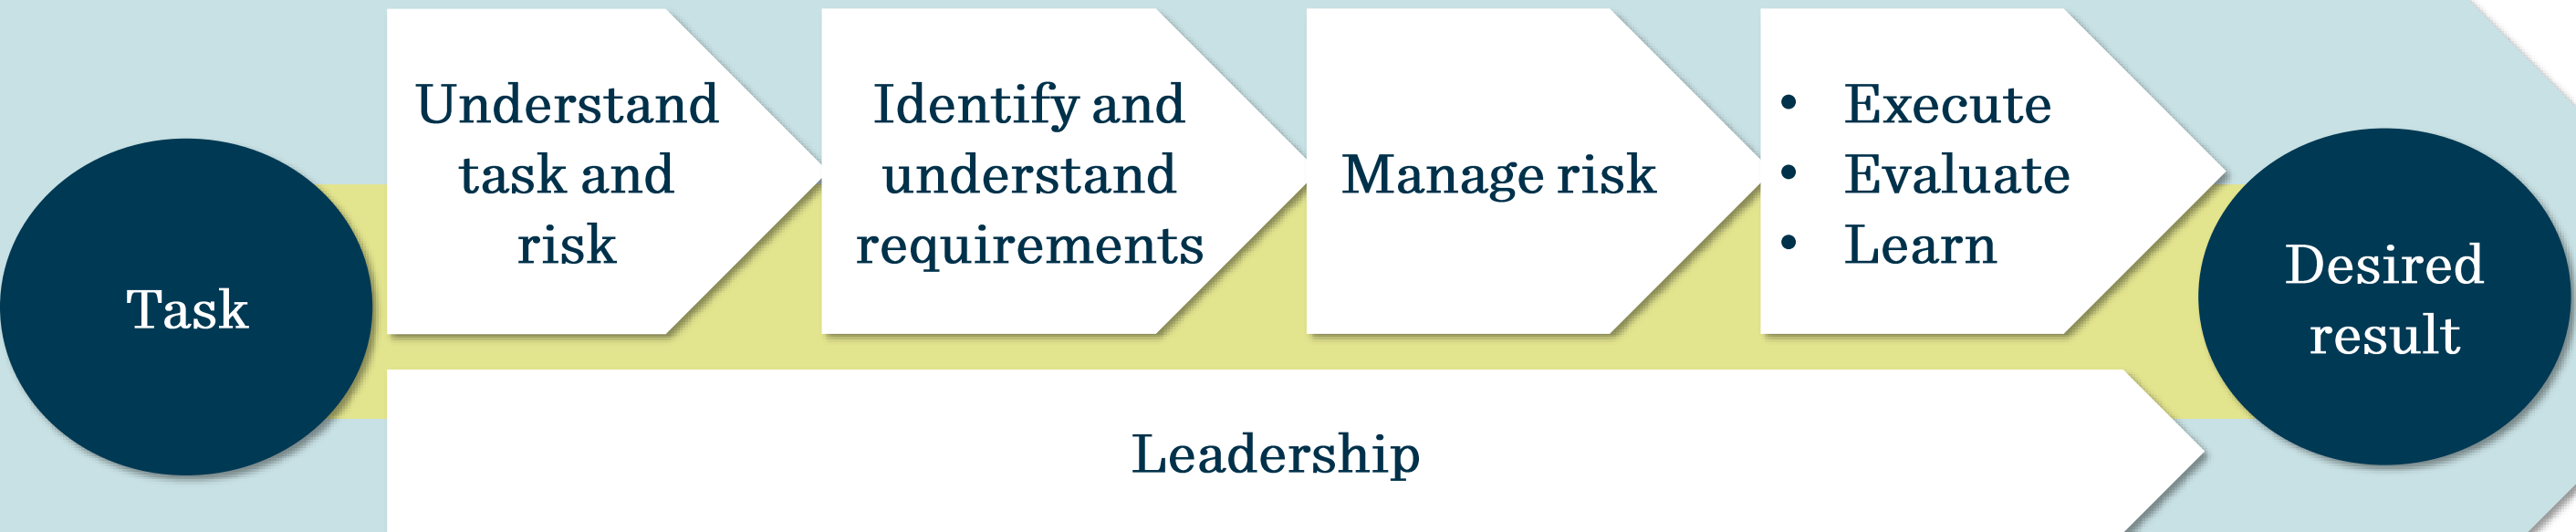 Task
Understand
task and
risk
Identify and
understand
requirements
Manage risk
• Execute
• Evaluate
• Learn
Leadership
Desired
result